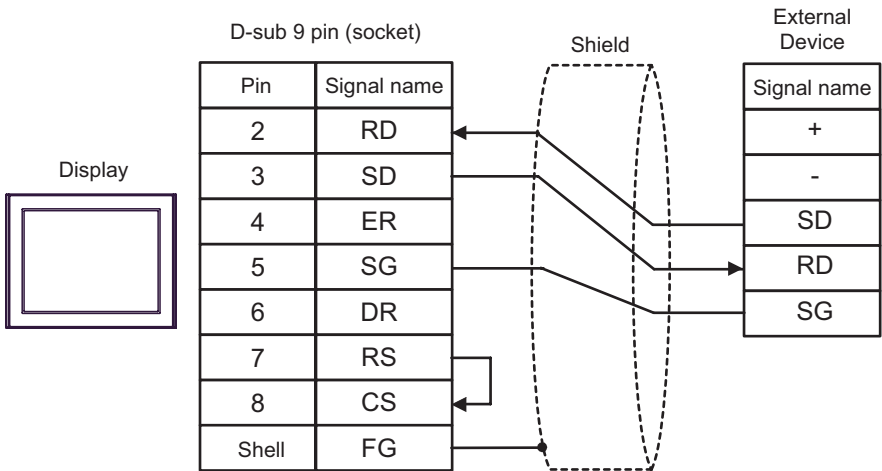 D-sub 9 pin (socket)
Shield
External
Device
Display
Pin Signal name
2 RD
3 SD
4 ER
5 SG
6 DR
7 RS
8 CS
Shell FG
Signal name
+
-
SD
RD
SG